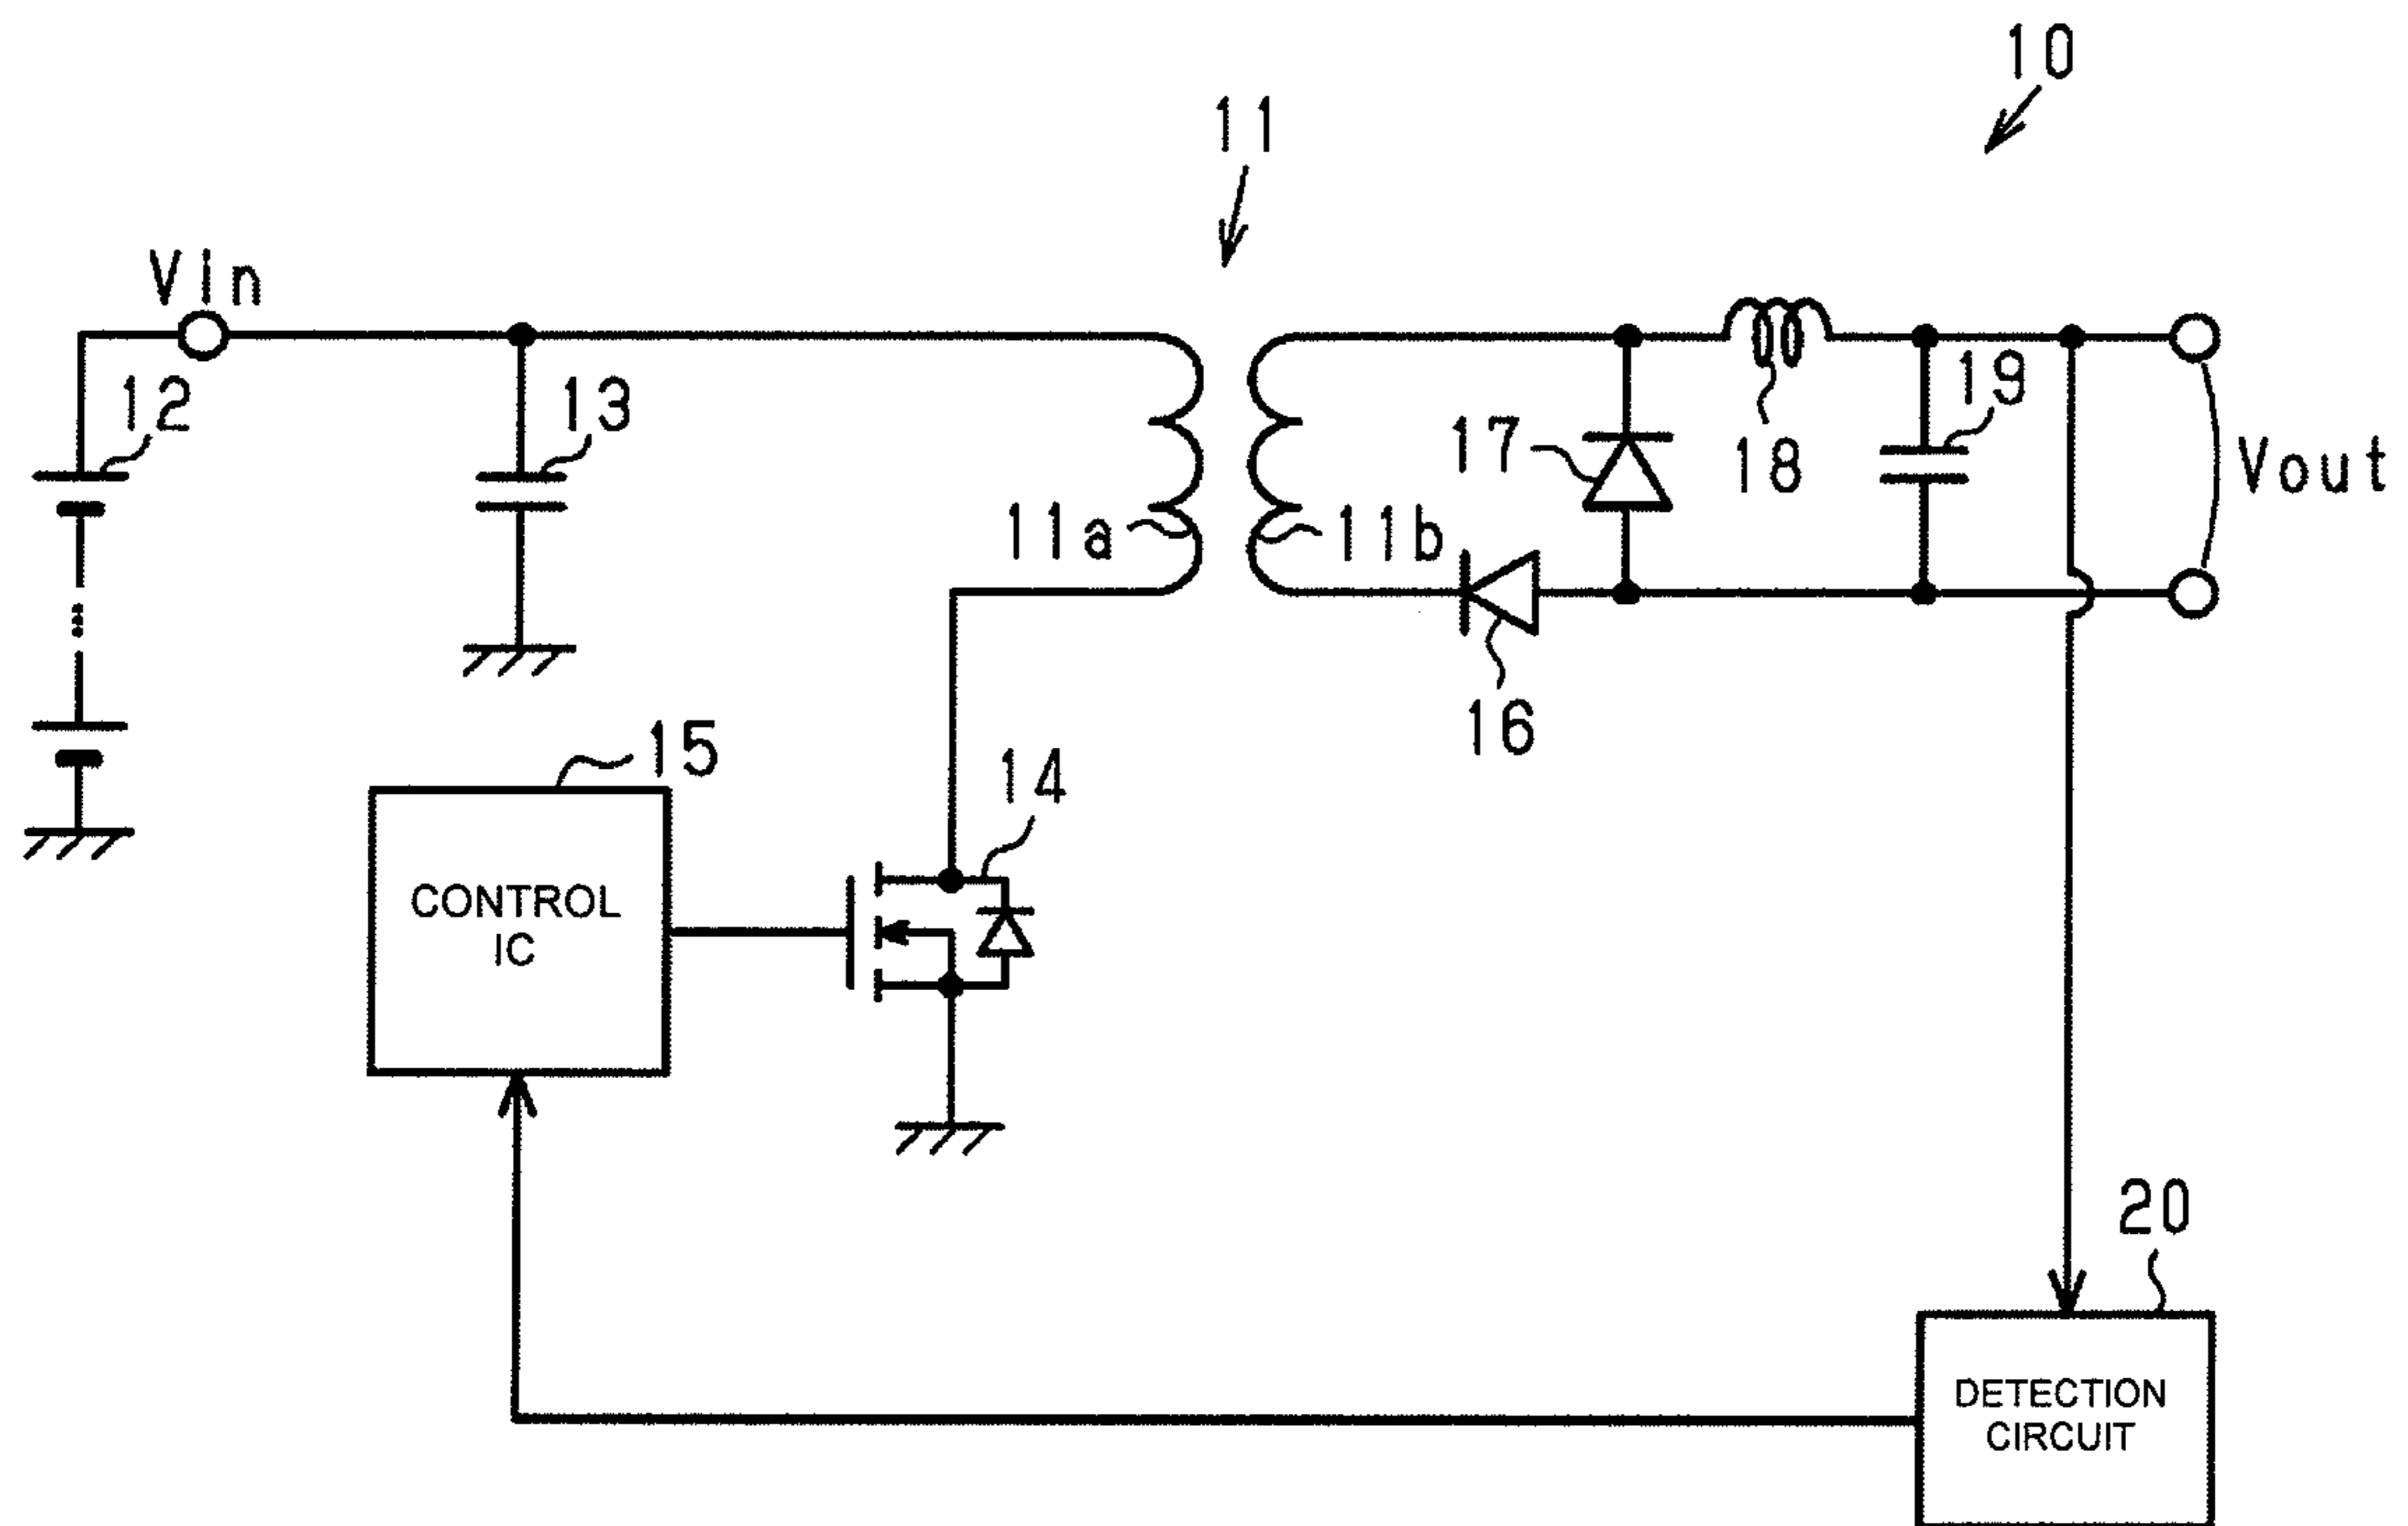 10
11
Vin
12
13
19
17
18
Vout
11a
11b
16
15
14
CONTROL
IC
20
DETECTION
CIRCUIT